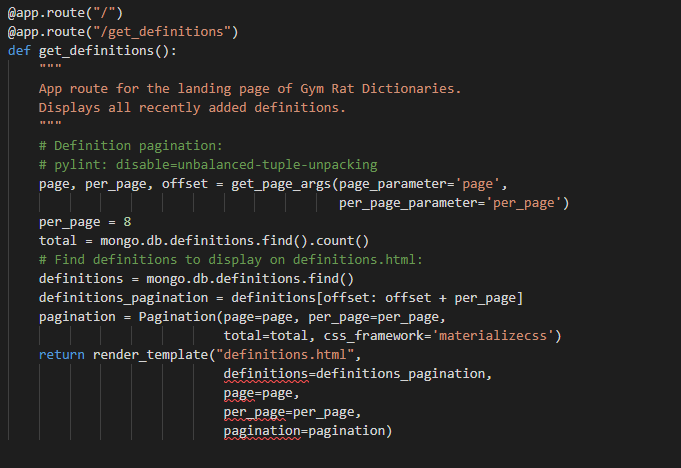 @app.route("/")
@app.route("/get_definitions")
def get_definitions():
    """
    App route for the landing page of Gym Rat Dictionaries.
    Displays all recently added definitions.
    """
    # Definition pagination:
    # pylint: disable=unbalanced-tuple-unpacking
    page, per_page, offset = get_page_args(page_parameter='page',
                                           per_page_parameter='per_page')
    per_page = 8
    total = mongo.db.definitions.find().count()
    # Find definitions to display on definitions.html:
    definitions = mongo.db.definitions.find()
    definitions_pagination = definitions[offset: offset + per_page]
    pagination = Pagination(page=page, per_page=per_page,
                            total=total, css_framework='materializecss')
    return render_template("definitions.html",
                            definitions=definitions_pagination,
                            page=page,
                            per_page=per_page,
                            pagination=pagination)